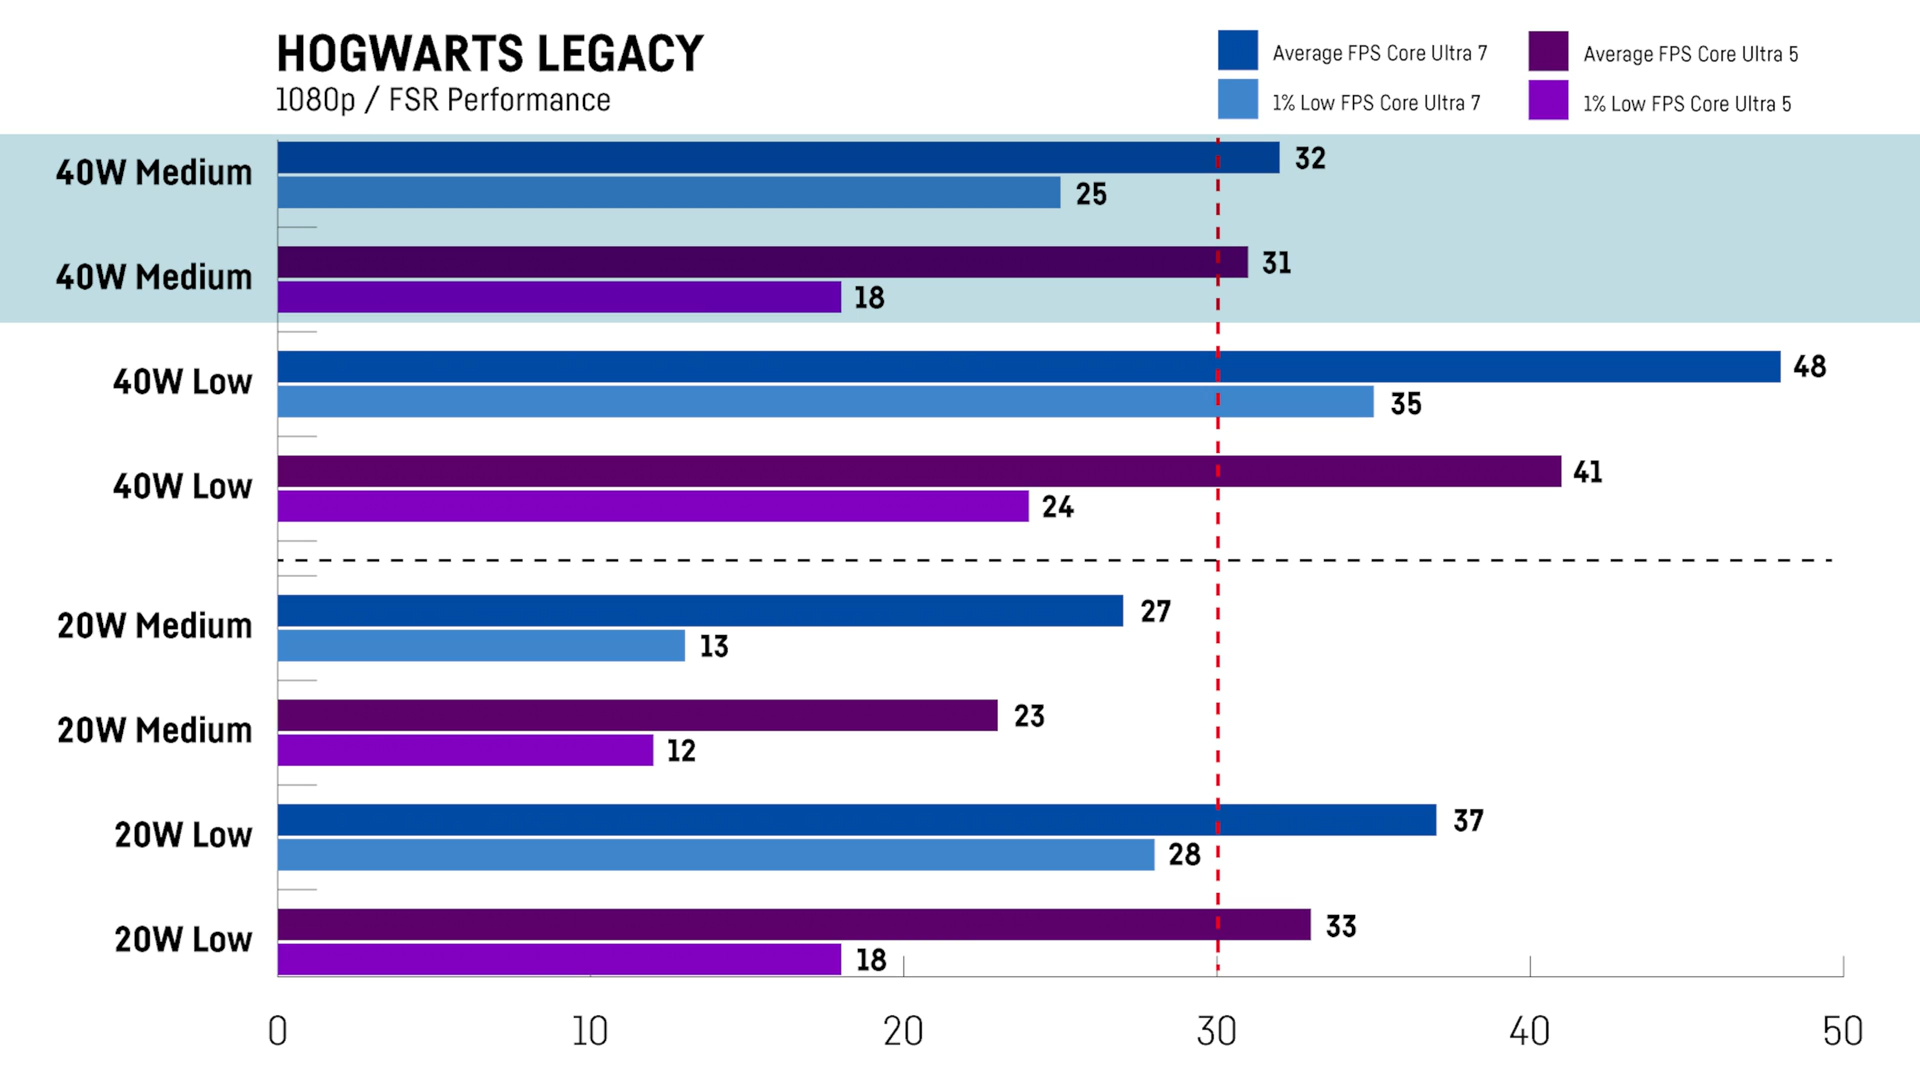 HOGWARTS LEGACY
1080p / FSR Performance
Average FPS Core Ultra 7
Average FPS Core Ultra 5
1% Low FPS Core Ultra 7
1% Low FPS Core Ultra 5
40W Medium
32
25
40W Medium
31
18
40W Low
48
35
40W Low
41
24
20W Medium
27
13
20W Medium
23
12
20W Low
37
28
20W Low
33
18
0 10 20 30 40 50